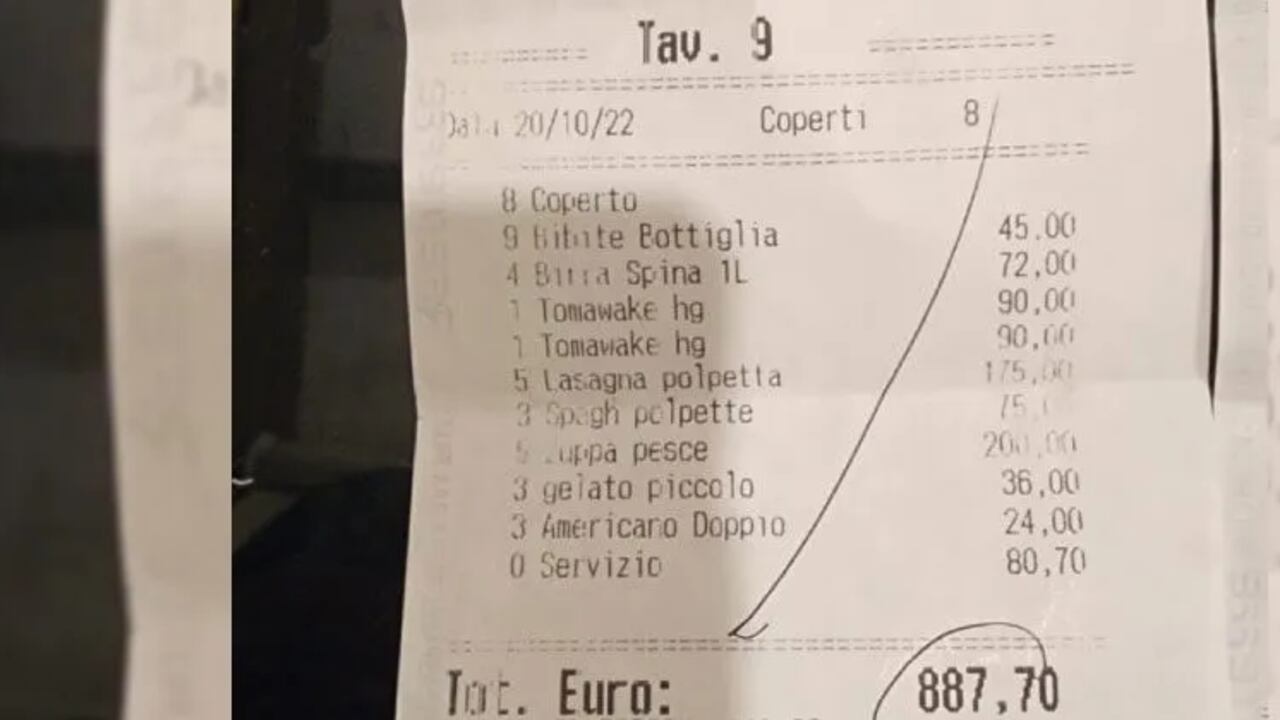 Tav. 9
Data 20/10/22 Coperti 8
8 Coperto
9 Bibite Bottiglia 45,00
4 Birra Spina 1L 72,00
1 Tomawake hg 90,00
1 Tomawake hg 90,00
5 Lasagna polpetta 175,00
3 Spagh polpette 75,00
5 Zuppa pesce 200,00
3 gelato piccolo 36,00
3 Americano Doppio 24,00
0 Servizio 80,70
Tot. Euro: 887,70